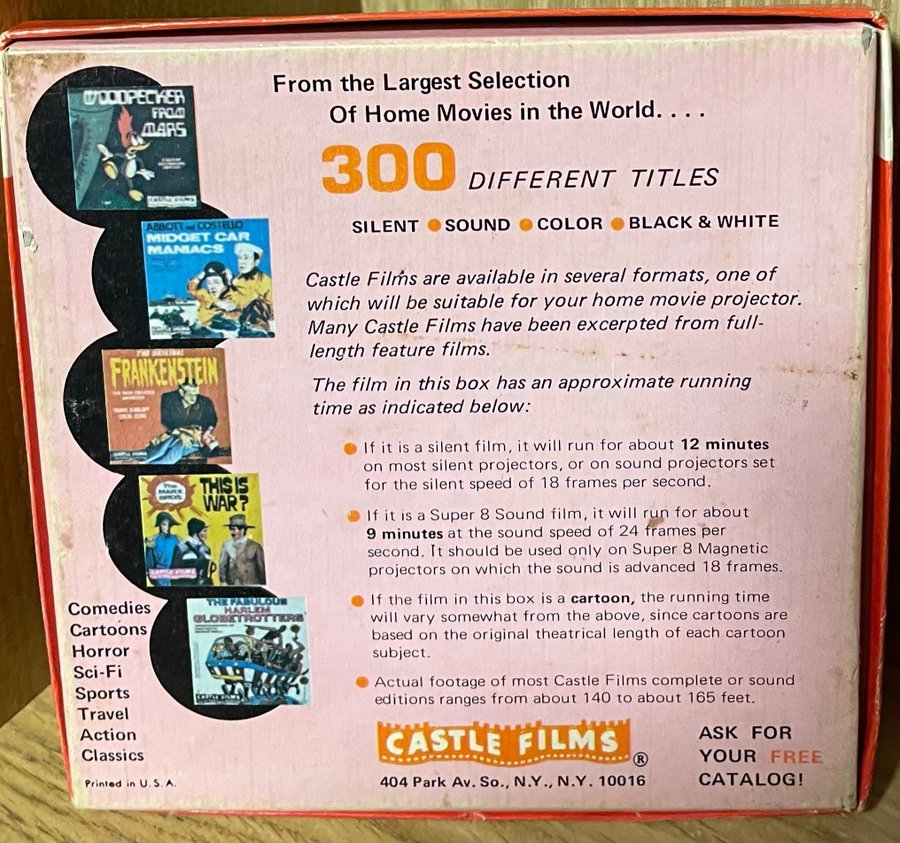 From the Largest Selection
Of Home Movies in the World. . . .
300 DIFFERENT TITLES
SILENT SOUND COLOR BLACK & WHITE
Castle Films are available in several formats, one of
which will be suitable for your home movie projector.
Many Castle Films have been excerpted from full-
length feature films.
The film in this box has an approximate running
time as indicated below:
If it is a silent film, it will run for about 12 minutes
on most silent projectors, or on sound projectors set
for the silent speed of 18 frames per second.
If it is a Super 8 Sound film, it will run for about
9 minutes at the sound speed of 24 frames per
second. It should be used only on Super 8 Magnetic
projectors on which the sound is advanced 18 frames.
If the film in this box is a cartoon, the running time
will vary somewhat from the above, since cartoons are
based on the original theatrical length of each cartoon
subject.
Actual footage of most Castle Films complete or sound
editions ranges from about 140 to about 165 feet.
WOODPECKER
FROM
MARS
CASTLE FILMS
ABBOTT and COSTELLO
MIDGET CAR
MANIACS
THE ORIGINAL
FRANKENSTEIN
The
MARX
BROS.
THIS IS
WAR?
CASTLE FILMS
THE FABULOUS
HARLEM
GLOBETROTTERS
CASTLE FILMS
Comedies
Cartoons
Horror
Sci-Fi
Sports
Travel
Action
Classics
Printed in U.S.A.
CASTLE FILMS ®
404 Park Av. So., N.Y., N.Y. 10016
ASK FOR
YOUR FREE
CATALOG!